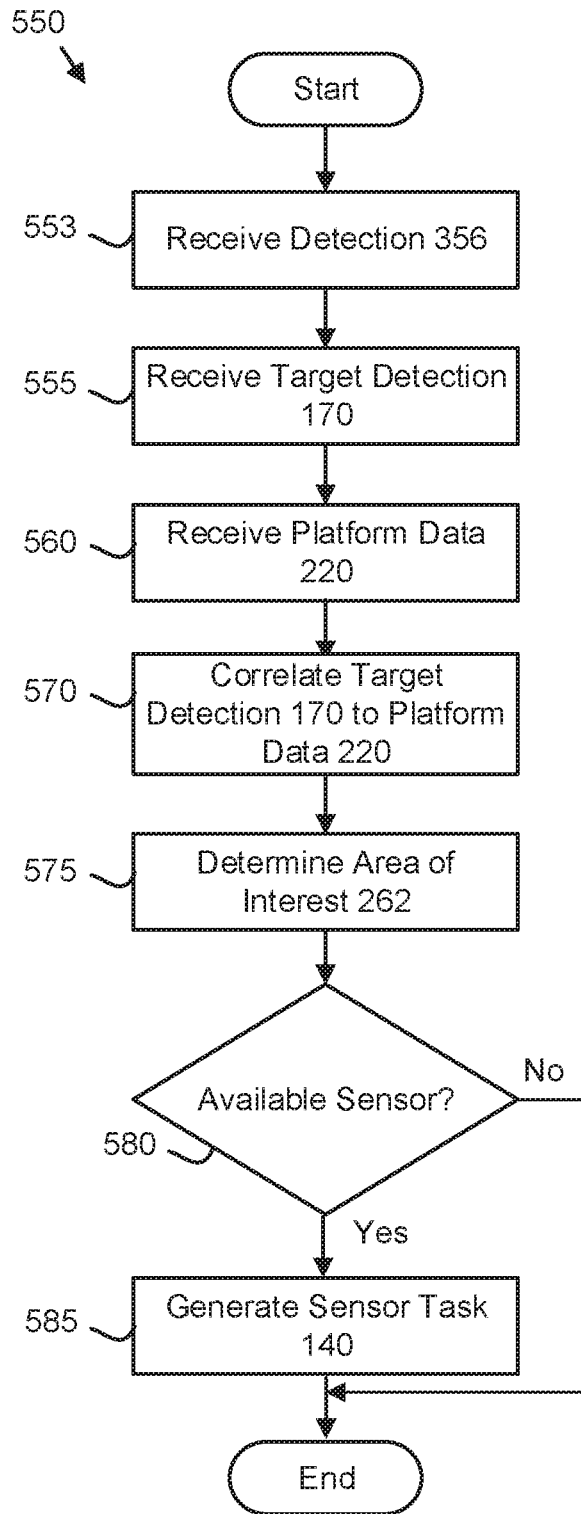 550
Start
553
Receive Detection 356
555
Receive Target Detection
170
560
Receive Platform Data
220
570
Correlate Target
Detection 170 to Platform
Data 220
575
Determine Area of
Interest 262
Available Sensor?
No
580
Yes
585
Generate Sensor Task
140
End